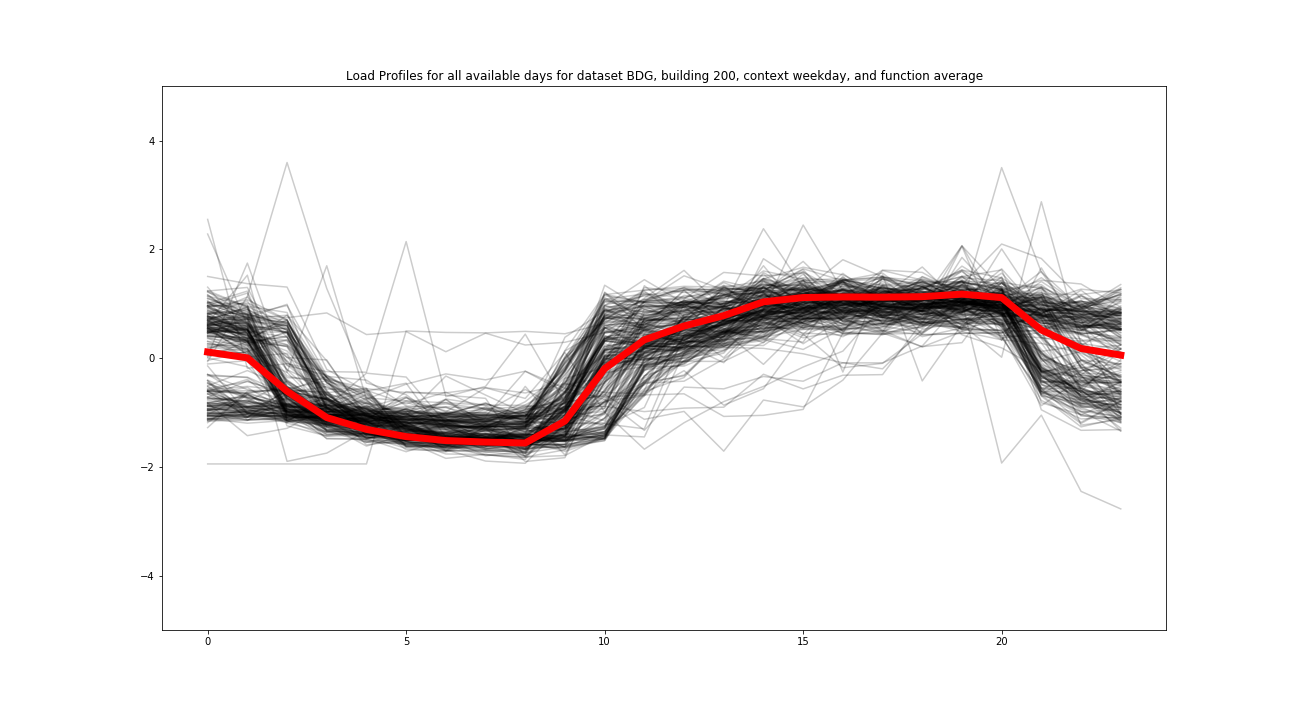 Load Profiles for all available days for dataset BDG, building 200, context weekday, and function average
4
2
0
−2
−4
0 5 10 15 20